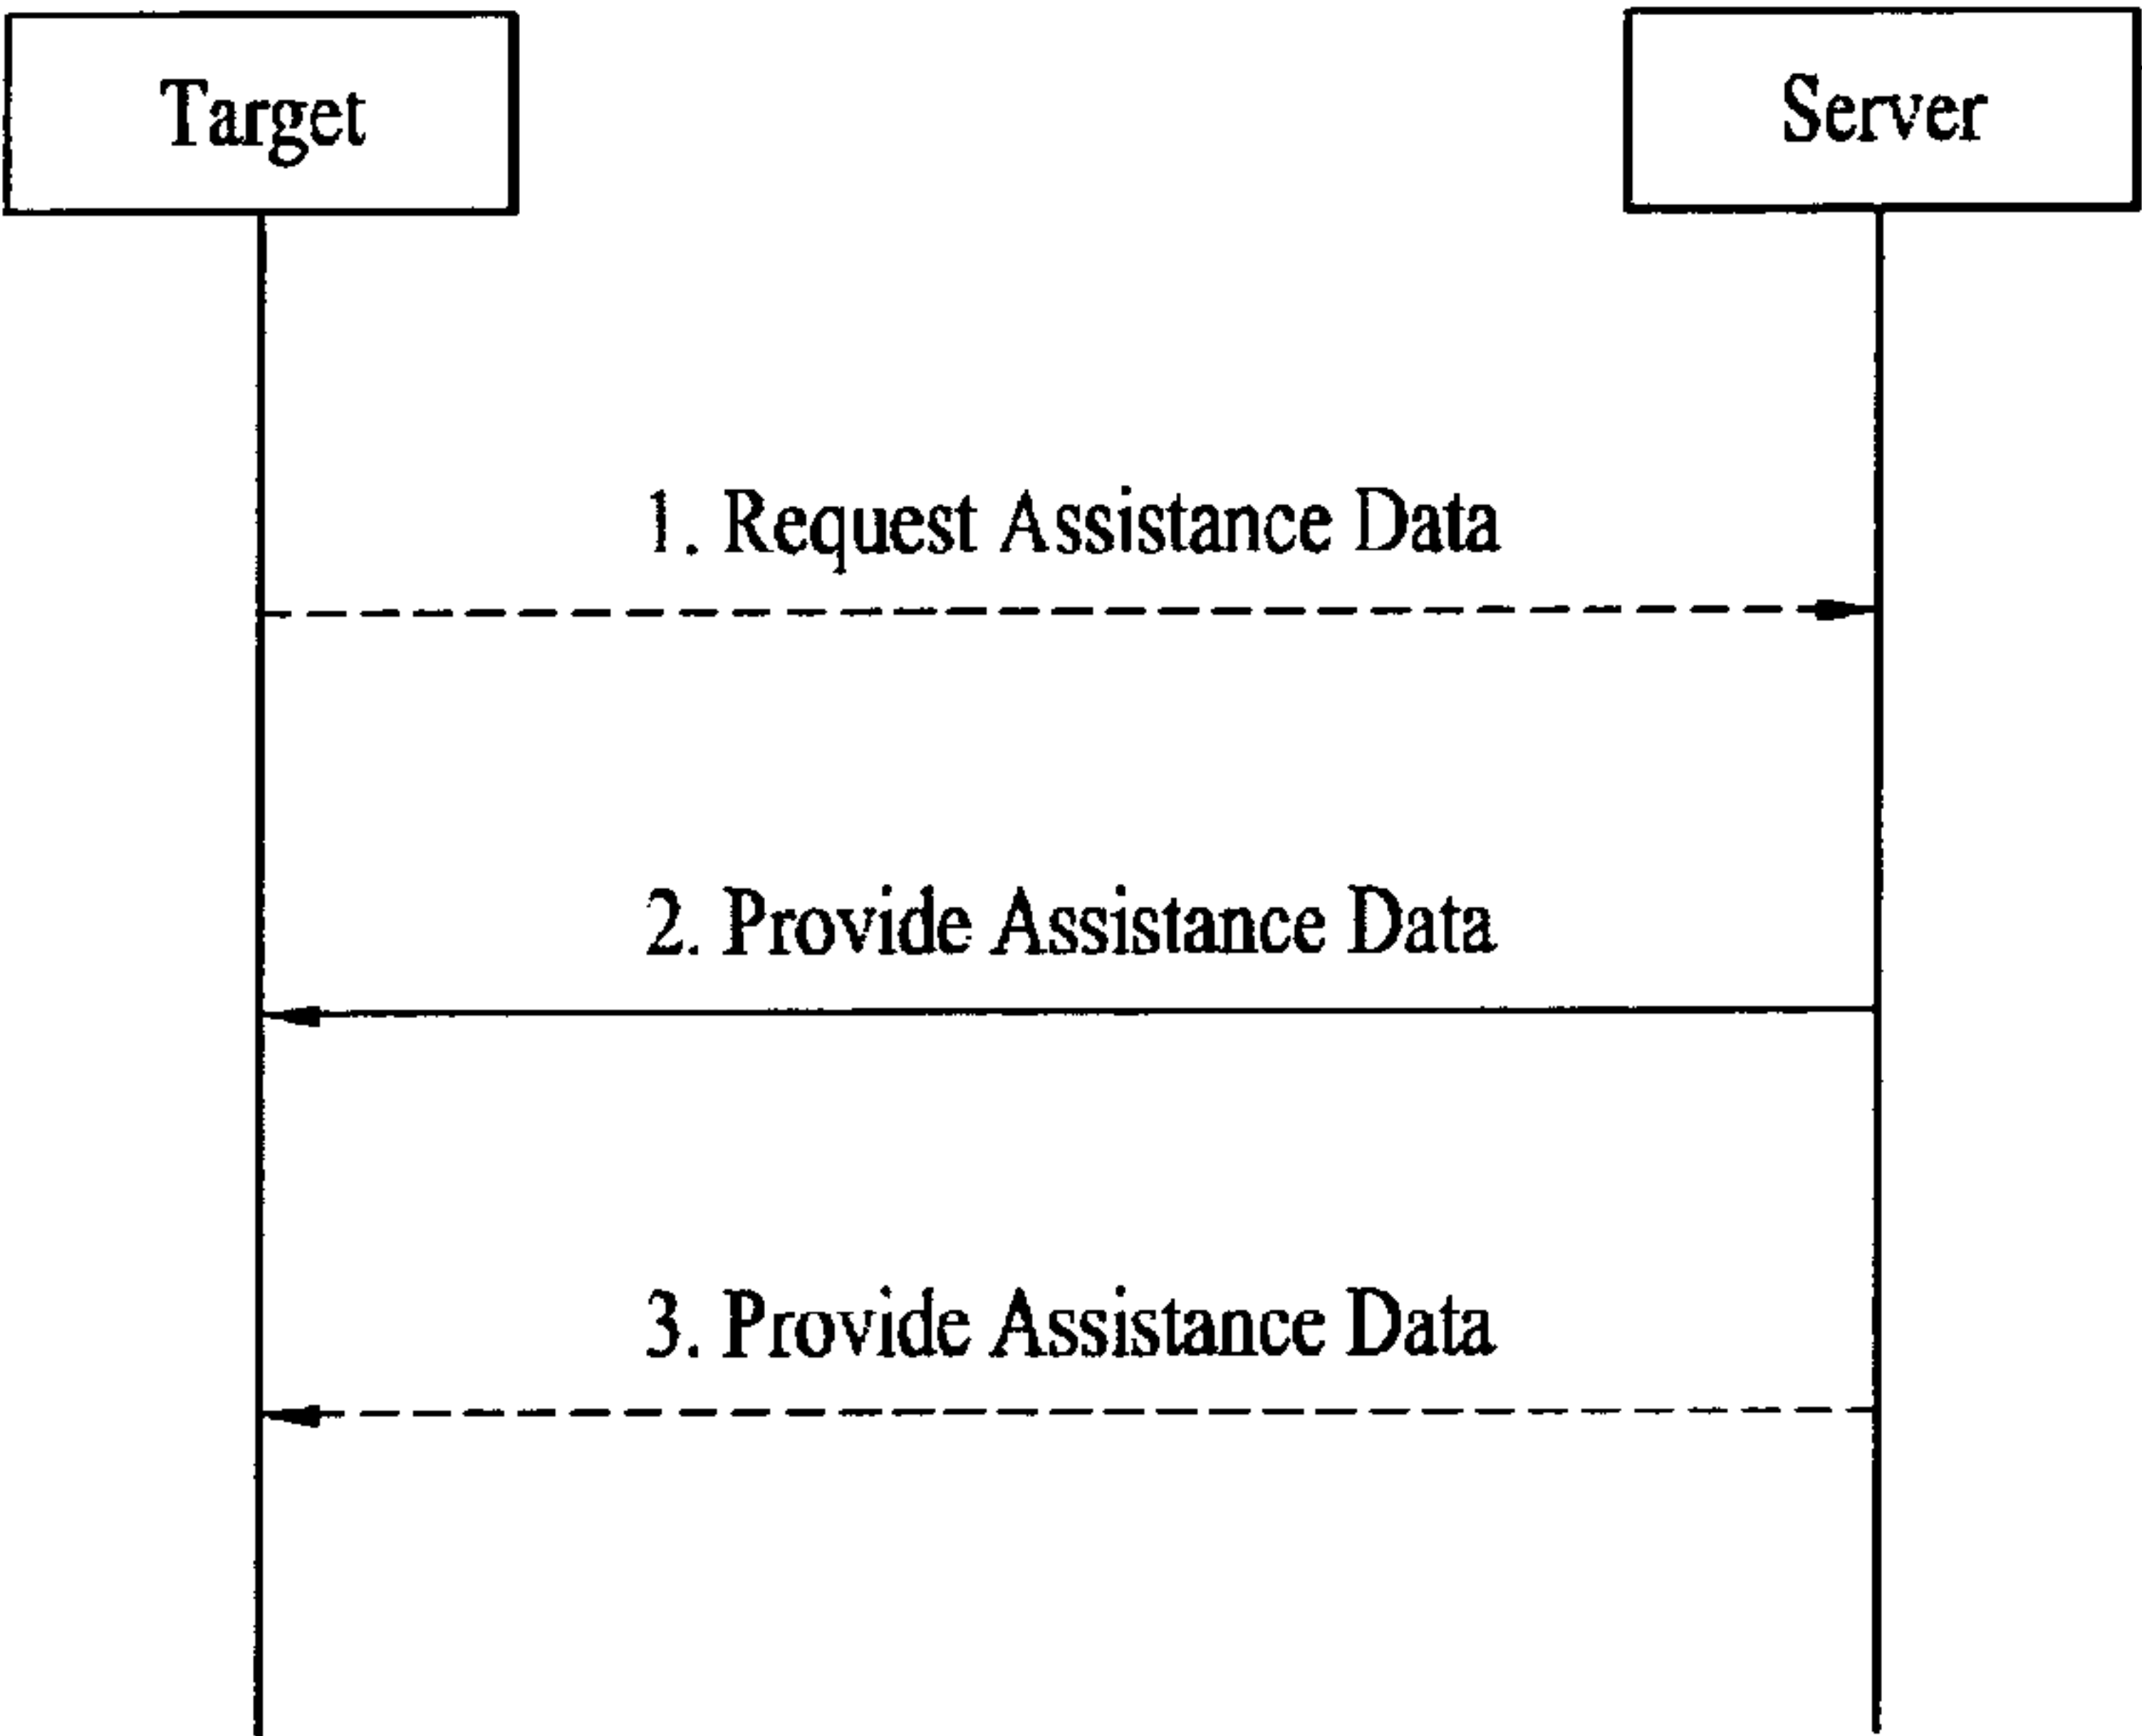 Target
Server
1. Request Assistance Data
2. Provide Assistance Data
3. Provide Assistance Data